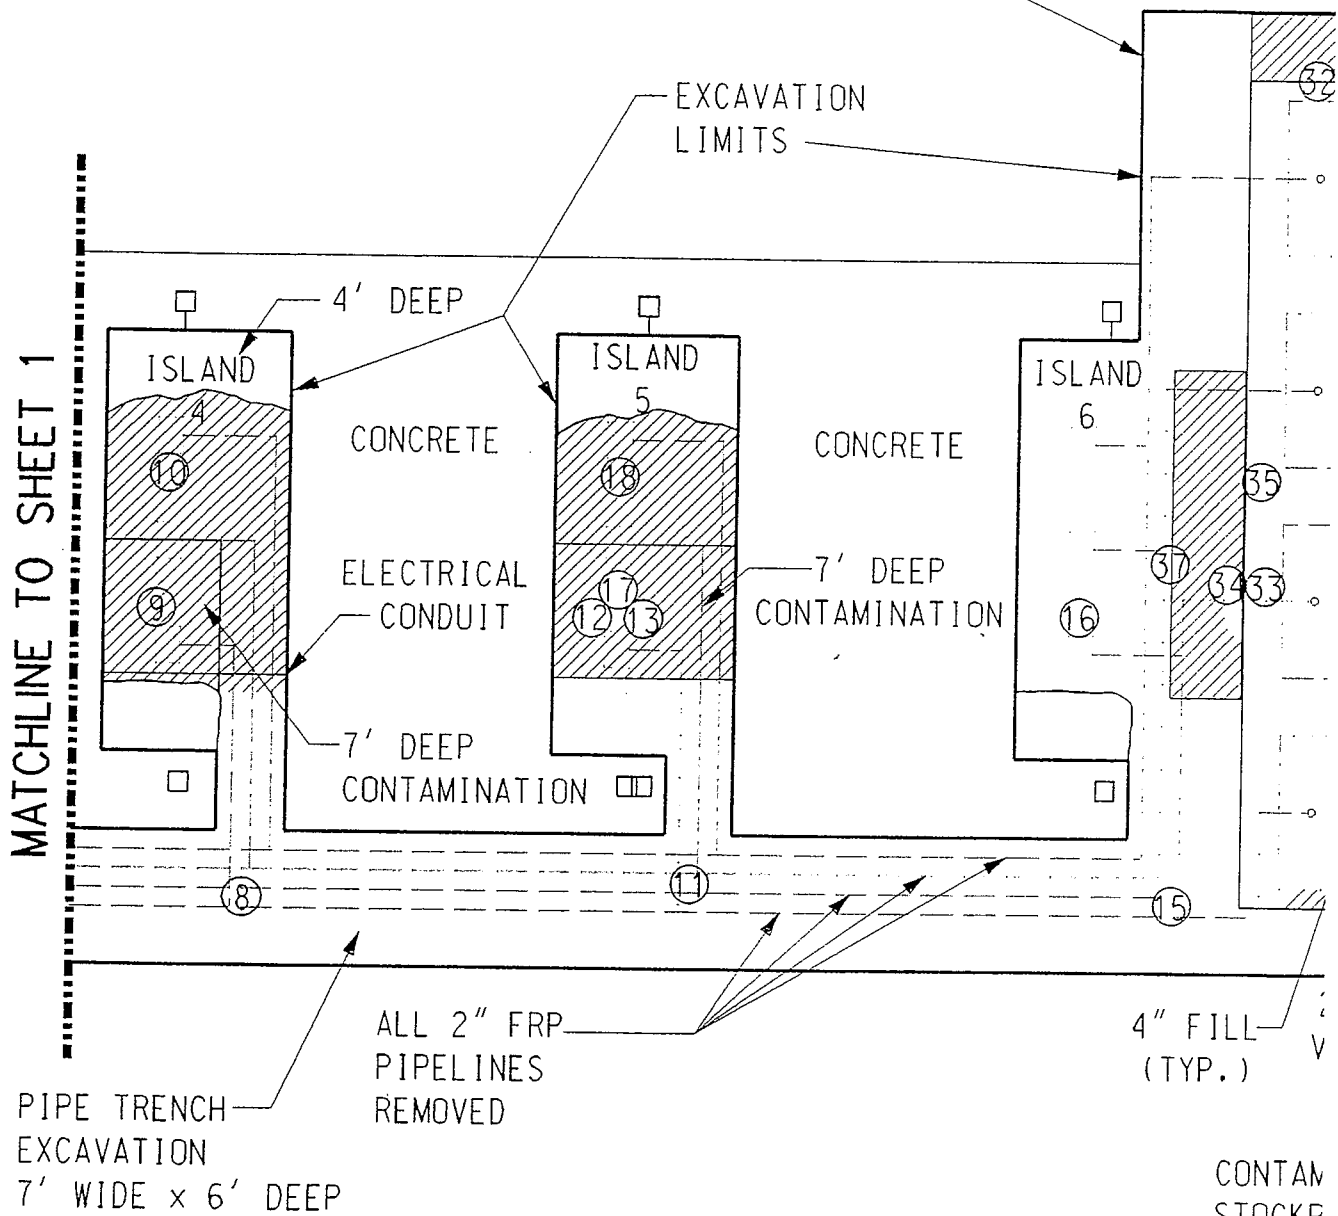 EXCAVATION
LIMITS
32
4' DEEP
ISLAND
4
ISLAND
5
ISLAND
6
CONCRETE
CONCRETE
10
18
35
ELECTRICAL
CONDUIT
7' DEEP
CONTAMINATION
37
34
33
9
17
12
13
16
7' DEEP
CONTAMINATION
MATCHLINE TO SHEET 1
8
11
15
ALL 2" FRP
PIPELINES
REMOVED
4" FILL
(TYP.)
V
PIPE TRENCH
EXCAVATION
7' WIDE x 6' DEEP
CONTAM